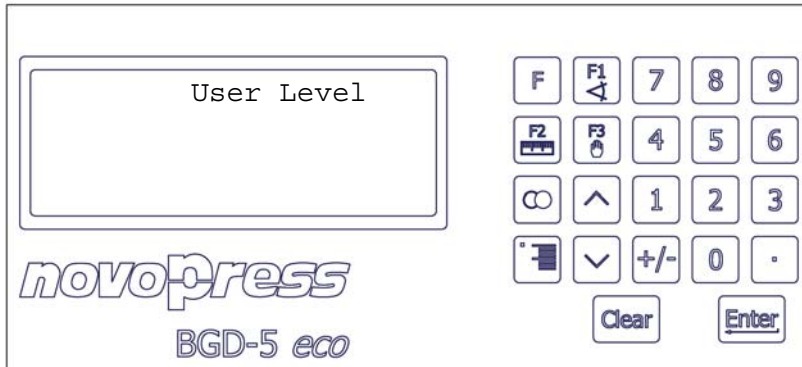 User Level
novopress
BGD-5 eco
F F1 7 8 9
F2 F3 4 5 6
1 2 3
+/- 0 .
Clear Enter